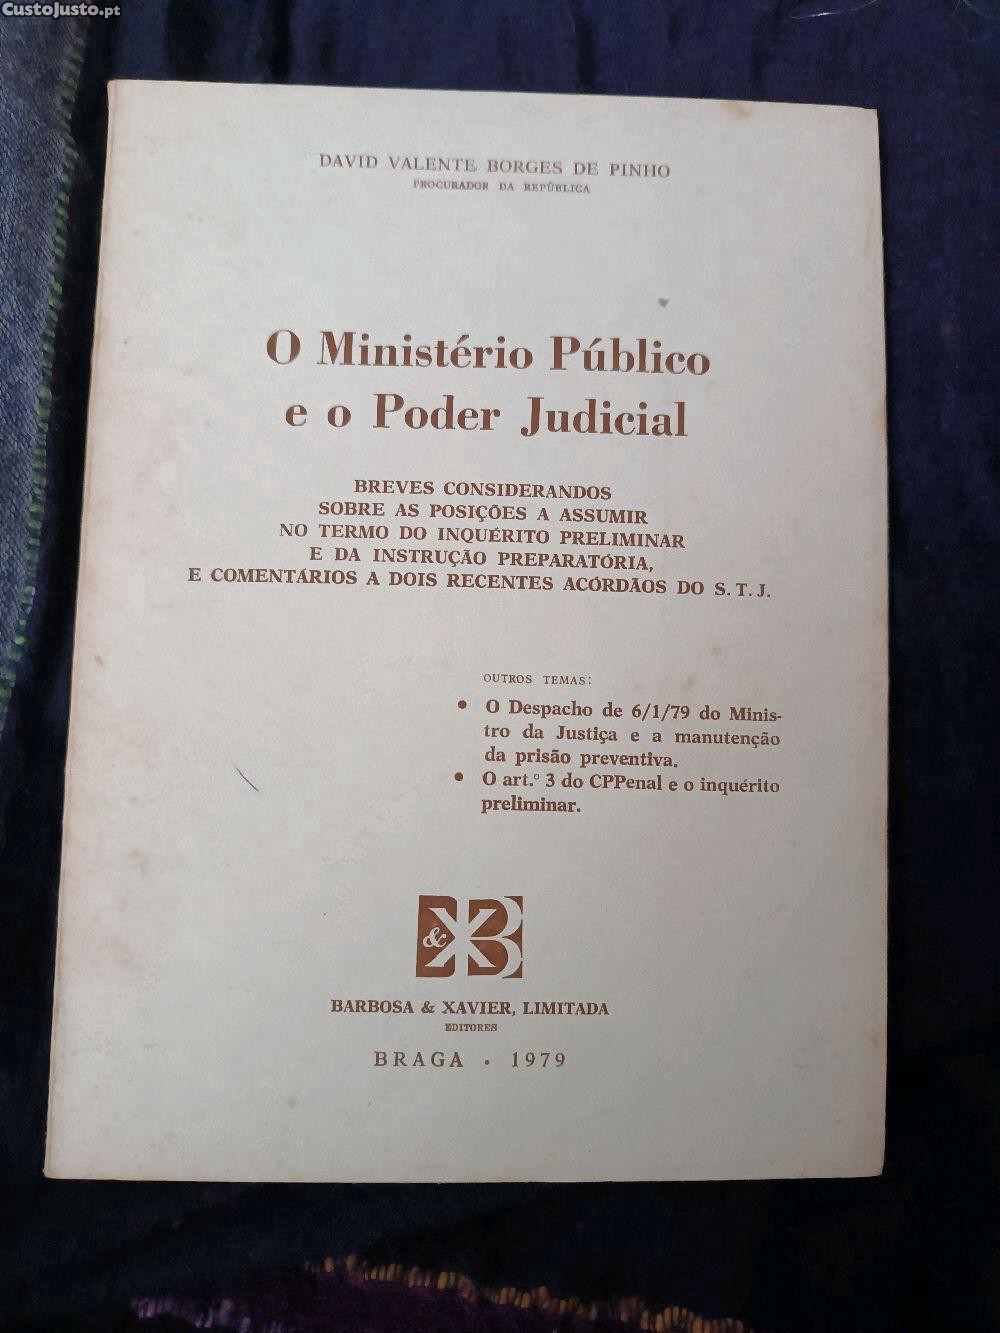 CustoJusto.pt
DAVID VALENTE BORGES DE PINHO
PROCURADOR DA REPÚBLICA
O Ministério Público
e o Poder Judicial
BREVES CONSIDERANDOS
SOBRE AS POSIÇÕES A ASSUMIR
NO TERMO DO INQUÉRITO PRELIMINAR
E DA INSTRUÇÃO PREPARATÓRIA,
E COMENTÁRIOS A DOIS RECENTES ACÓRDÃOS DO S. T. J.
OUTROS TEMAS:
• O Despacho de 6/1/79 do Minis-
tro da Justiça e a manutenção
da prisão preventiva.
• O art.º 3 do CPPenal e o inquérito
preliminar.
& X B
BARBOSA & XAVIER, LIMITADA
EDITORES
BRAGA • 1979